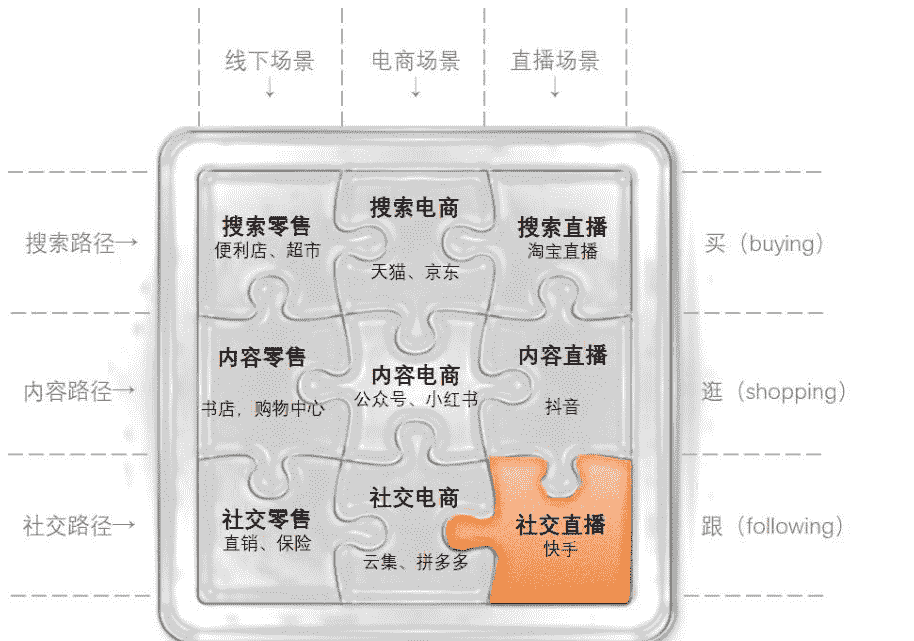 线下场景 电商场景 直播场景
↓ ↓ ↓
搜索路径→
搜索零售
便利店、超市
搜索电商
天猫、京东
搜索直播
淘宝直播
买（buying）
内容路径→
内容零售
书店，购物中心
内容电商
公众号、小红书
内容直播
抖音
逛（shopping）
社交路径→
社交零售
直销、保险
社交电商
云集、拼多多
社交直播
快手
跟（following）